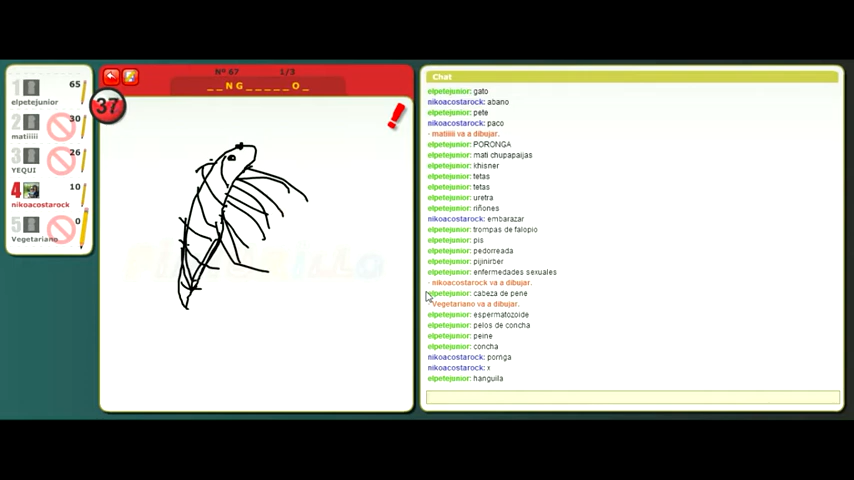 Nº 67 1/3
_ _ N G _ _ _ _ _ O _
37
1 65
elpetejunior
2 30
matiiiii
3 26
YEQUI
4 10
nikoacostarock
5 0
Vegetariano
Chat
elpetejunior: gato
nikoacostarock: abano
elpetejunior: pete
nikoacostarock: paco
· matiiiii va a dibujar.
elpetejunior: PORONGA
elpetejunior: mati chupapaijas
elpetejunior: khisner
elpetejunior: tetas
elpetejunior: tetas
elpetejunior: uretra
elpetejunior: riñones
nikoacostarock: embarazar
elpetejunior: trompas de falopio
elpetejunior: pis
elpetejunior: pedorreada
elpetejunior: pijinirber
elpetejunior: enfermedades sexuales
· nikoacostarock va a dibujar.
elpetejunior: cabeza de pene
· Vegetariano va a dibujar.
elpetejunior: espermatozoide
elpetejunior: pelos de concha
elpetejunior: peine
elpetejunior: concha
nikoacostarock: pornga
nikoacostarock: x
elpetejunior: hanguila